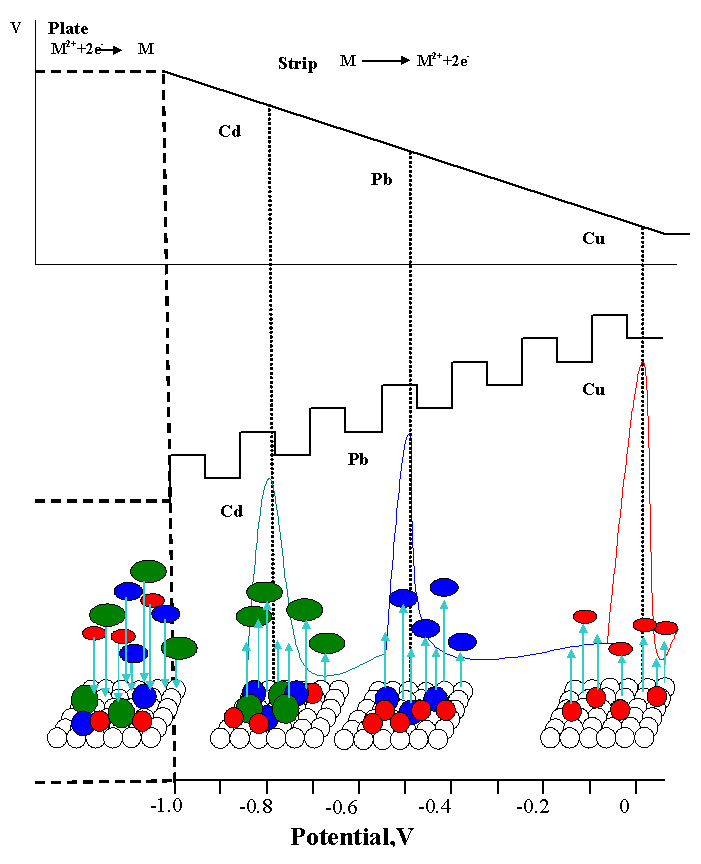 V
Plate
M²⁺+2e⁻ M
Strip M M²⁺+2e⁻
Cd
Pb
Cu
Cu
Pb
Cd
-1.0 -0.8 -0.6 -0.4 -0.2 0
Potential,V